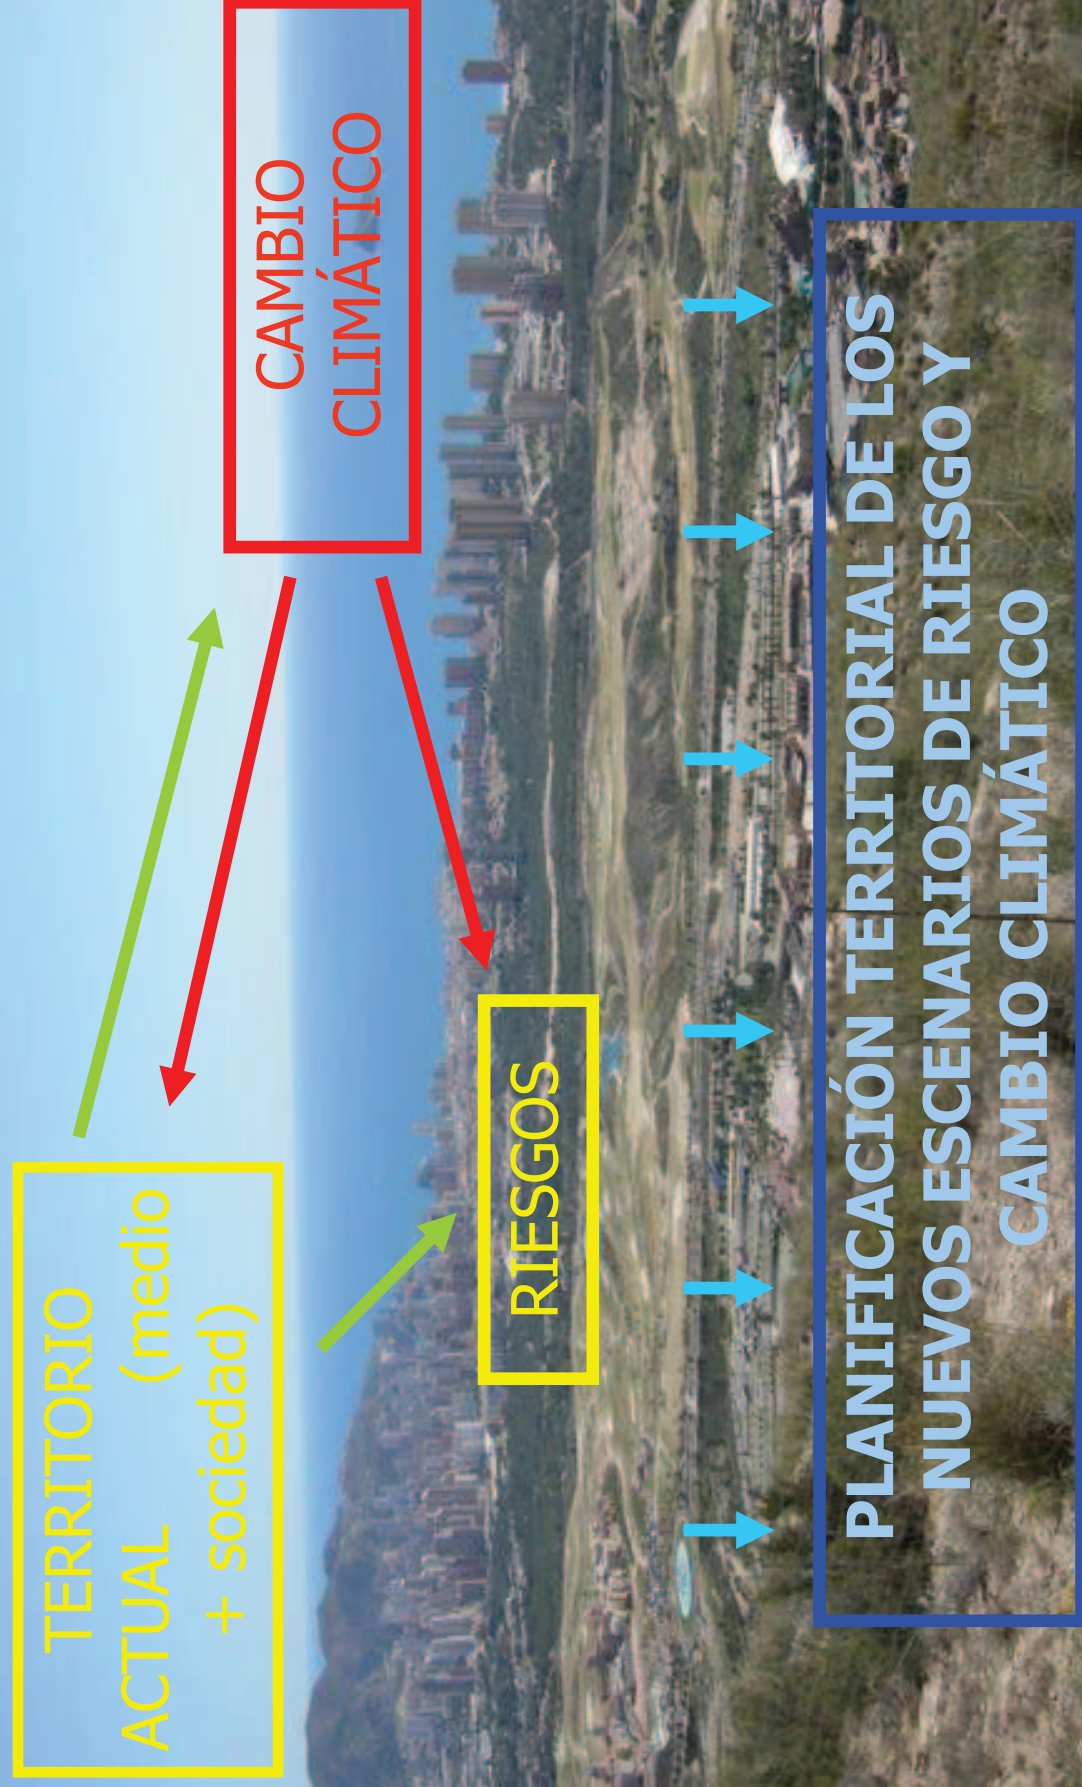 TERRITORIO
ACTUAL (medio
+ sociedad)
CAMBIO
CLIMÁTICO
RIESGOS
PLANIFICACIÓN TERRITORIAL DE LOS
NUEVOS ESCENARIOS DE RIESGO Y
CAMBIO CLIMÁTICO